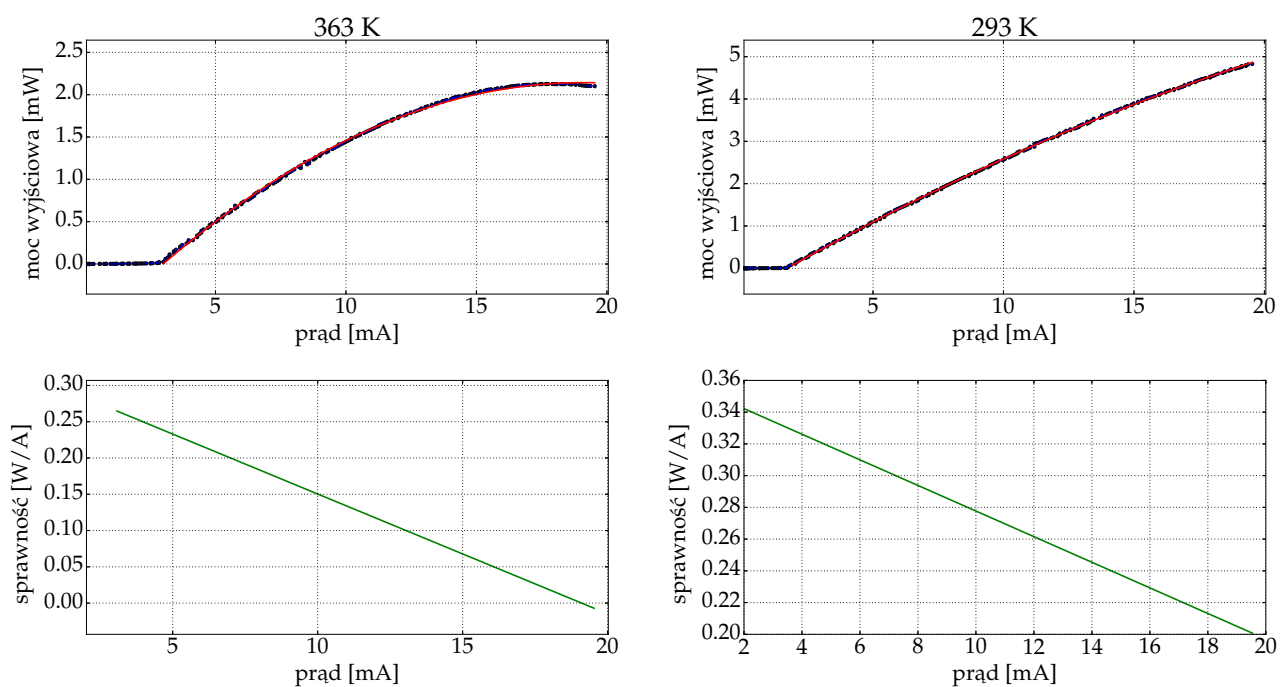 363 K
2.5
2.0
1.5
1.0
0.5
0.0
moc wyjściowa [mW]
5 10 15 20
prąd [mA]
293 K
5
4
3
2
1
0
moc wyjściowa [mW]
5 10 15 20
prąd [mA]
0.30
0.25
0.20
0.15
0.10
0.05
0.00
sprawność [W/A]
5 10 15 20
prąd [mA]
0.36
0.34
0.32
0.30
0.28
0.26
0.24
0.22
0.20
sprawność [W/A]
2 4 6 8 10 12 14 16 18 20
prąd [mA]